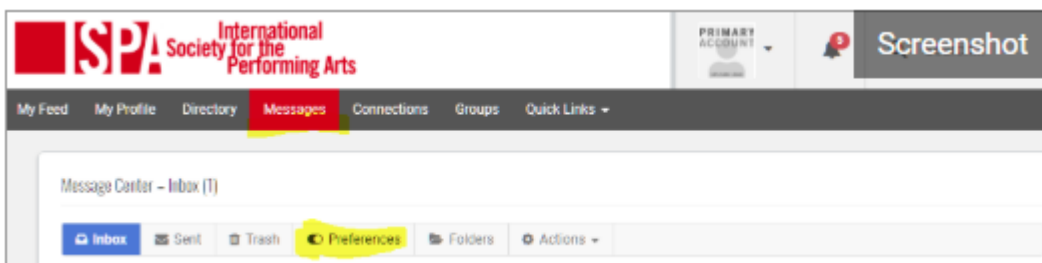 ISPA International
Society for the
Performing Arts
PRIMARY
ACCOUNT
Screenshot
My Feed My Profile Directory Messages Connections Groups Quick Links
Message Center – Inbox (1)
Inbox Sent Trash Preferences Folders Actions